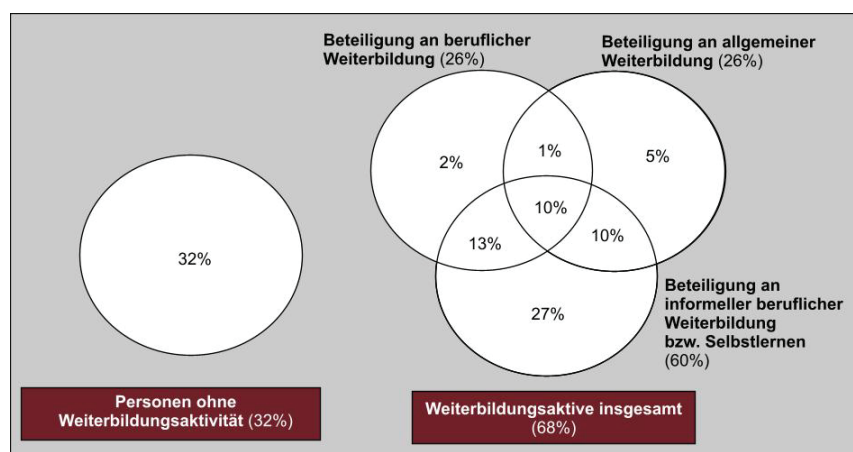 Beteiligung an beruflicher
Weiterbildung (26%)
Beteiligung an allgemeiner
Weiterbildung (26%)
2%
1%
5%
10%
13%
10%
27%
32%
Beteiligung an
informeller beruflicher
Weiterbildung
bzw. Selbstlernen
(60%)
Personen ohne
Weiterbildungsaktivität (32%)
Weiterbildungsaktive insgesamt
(68%)